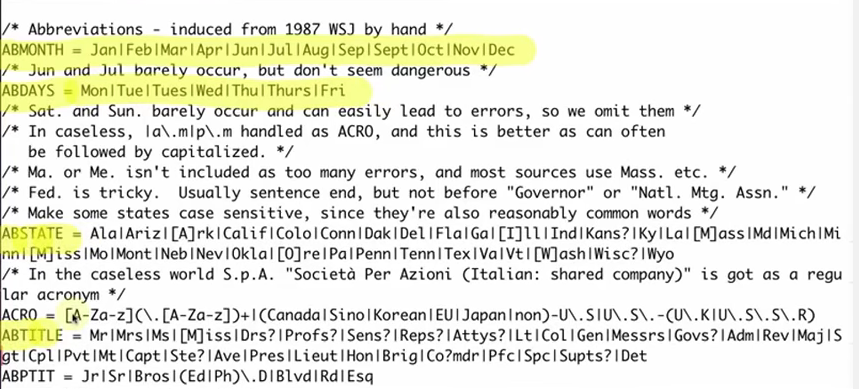 /* Abbreviations - induced from 1987 WSJ by hand */
ABMONTH = Jan|Feb|Mar|Apr|Jun|Jul|Aug|Sep|Sept|Oct|Nov|Dec
/* Jun and Jul barely occur, but don't seem dangerous */
ABDAYS = Mon|Tue|Tues|Wed|Thu|Thurs|Fri
/* Sat. and Sun. barely occur and can easily lead to errors, so we omit them */
/* In caseless, |a\.m|p\.m handled as ACRO, and this is better as can often
be followed by capitalized. */
/* Ma. or Me. isn't included as too many errors, and most sources use Mass. etc. */
/* Fed. is tricky.  Usually sentence end, but not before "Governor" or "Natl. Mtg. Assn." */
/* Make some states case sensitive, since they're also reasonably common words */
ABSTATE = Ala|Ariz|[A]rk|Calif|Colo|Conn|Dak|Del|Fla|Ga|[I]ll|Ind|Kans?|Ky|La|[M]ass|Md|Mich|Mi
nn|[M]iss|Mo|Mont|Neb|Nev|Okla|[O]re|Pa|Penn|Tenn|Tex|Va|Vt|[W]ash|Wisc?|Wyo
/* In the caseless world S.p.A. "Società Per Azioni (Italian: shared company)" is got as a regu
lar acronym */
ACRO = [A-Za-z](\.[A-Za-z])+|(Canada|Sino|Korean|EU|Japan|non)-U\.S|U\.S\.-(U\.K|U\.S\.S\.R)
ABTITLE = Mr|Mrs|Ms|[M]iss|Drs?|Profs?|Sens?|Reps?|Attys?|Lt|Col|Gen|Messrs|Govs?|Adm|Rev|Maj|S
gt|Cpl|Pvt|Mt|Capt|Ste?|Ave|Pres|Lieut|Hon|Brig|Co?mdr|Pfc|Spc|Supts?|Det
ABPTIT = Jr|Sr|Bros|(Ed|Ph)\.D|Blvd|Rd|Esq